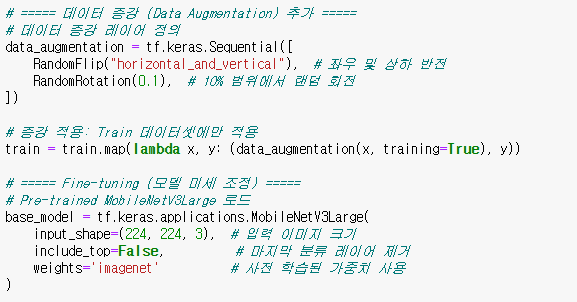 # ===== 데이터 증강 (Data Augmentation) 추가 =====
# 데이터 증강 레이어 정의
data_augmentation = tf.keras.Sequential([
    RandomFlip("horizontal_and_vertical"),  # 좌우 및 상하 반전
    RandomRotation(0.1),  # 10% 범위에서 랜덤 회전
])

# 증강 적용: Train 데이터셋에만 적용
train = train.map(lambda x, y: (data_augmentation(x, training=True), y))

# ===== Fine-tuning (모델 미세 조정) =====
# Pre-trained MobileNetV3Large 로드
base_model = tf.keras.applications.MobileNetV3Large(
    input_shape=(224, 224, 3),  # 입력 이미지 크기
    include_top=False,          # 마지막 분류 레이어 제거
    weights='imagenet'          # 사전 학습된 가중치 사용
)